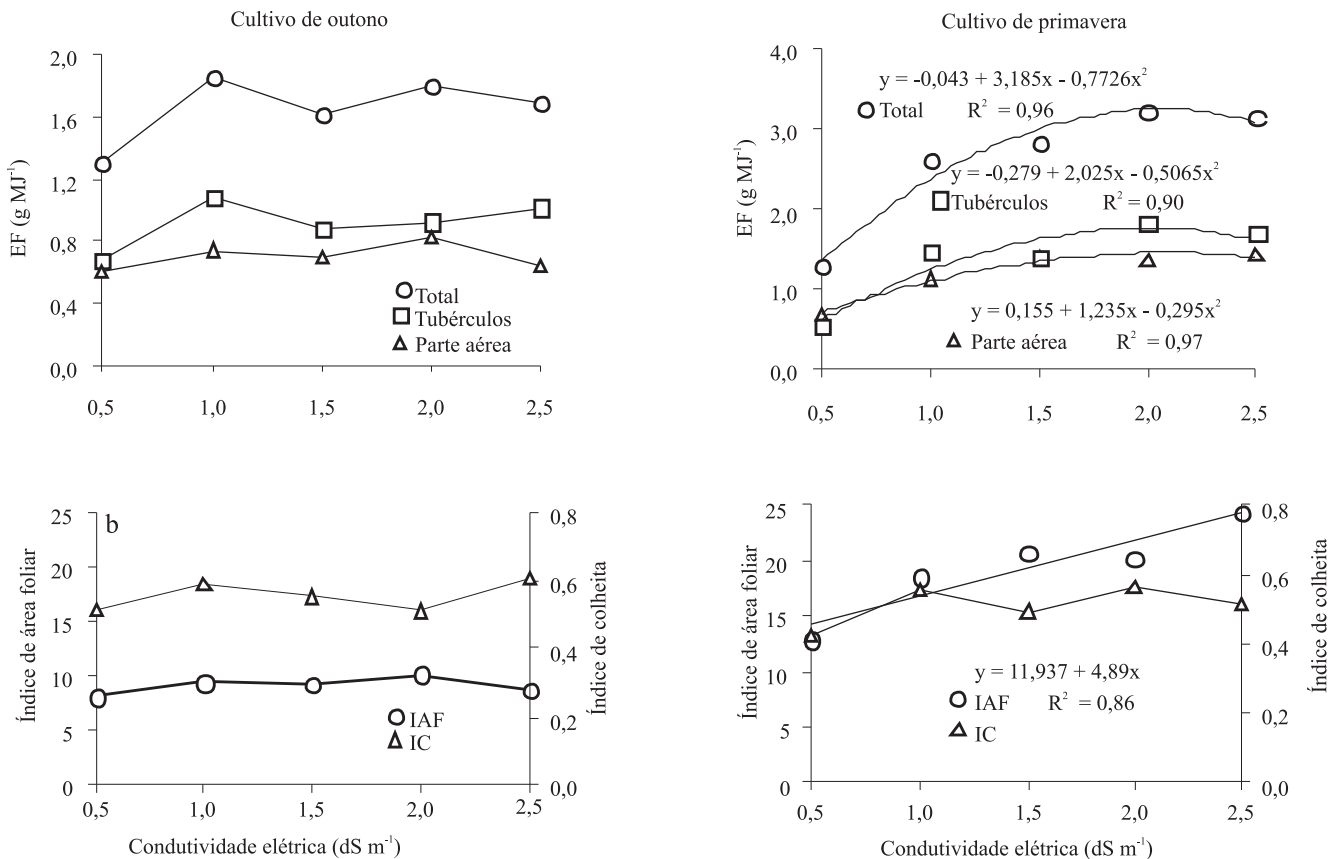 Cultivo de outono
EF (g MJ⁻¹)
2,0
1,6
1,2
0,8
0,4
0,0
Total
Tubérculos
Parte aérea
0,5 1,0 1,5 2,0 2,5
Cultivo de primavera
EF (g MJ⁻¹)
4,0
3,0
2,0
1,0
0,0
y = -0,043 + 3,185x - 0,7726x²
Total R² = 0,96
y = -0,279 + 2,025x - 0,5065x²
Tubérculos R² = 0,90
y = 0,155 + 1,235x - 0,295x²
Parte aérea R² = 0,97
0,5 1,0 1,5 2,0 2,5
b
Índice de área foliar
25
20
15
10
5
0
IAF
IC
0,8
0,6
0,4
0,2
0,0
Índice de colheita
0,5 1,0 1,5 2,0 2,5
Condutividade elétrica (dS m⁻¹)
Índice de área foliar
25
20
15
10
5
0
y = 11,937 + 4,89x
IAF R² = 0,86
IC
0,8
0,6
0,4
0,2
0,0
Índice de colheita
0,5 1,0 1,5 2,0 2,5
Condutividade elétrica (dS m⁻¹)